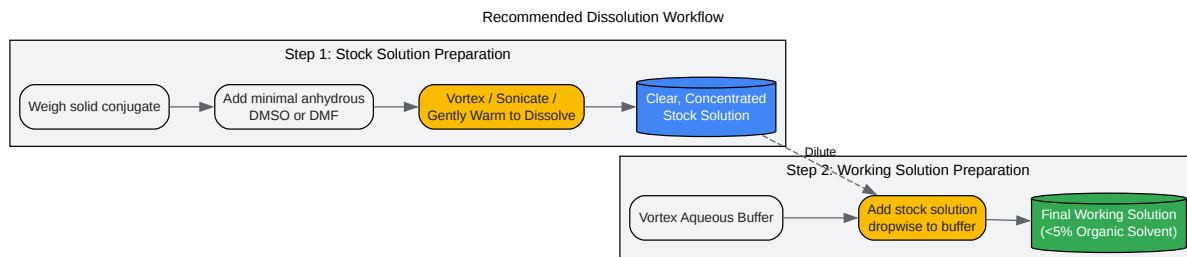 Recommended Dissolution Workflow
Step 1: Stock Solution Preparation
Weigh solid conjugate
Add minimal anhydrous
DMSO or DMF
Vortex / Sonicate /
Gently Warm to Dissolve
Clear, Concentrated
Stock Solution
Dilute
Step 2: Working Solution Preparation
Vortex Aqueous Buffer
Add stock solution
dropwise to buffer
Final Working Solution
(<5% Organic Solvent)